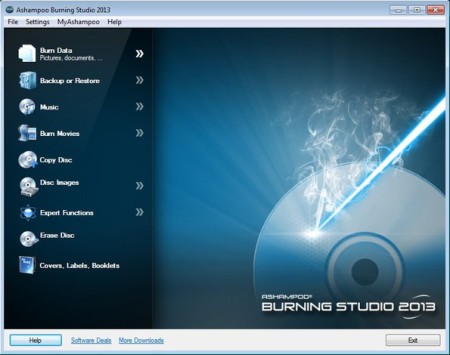 Ashampoo Burning Studio 2013
File Settings MyAshampoo Help
Burn Data
Pictures, documents, ...
Backup or Restore
Music
Burn Movies
Copy Disc
Disc Images
Expert Functions
Erase Disc
Covers, Labels, Booklets
ASHAMPOO®
BURNING STUDIO 2013
Help Software Deals More Downloads Exit